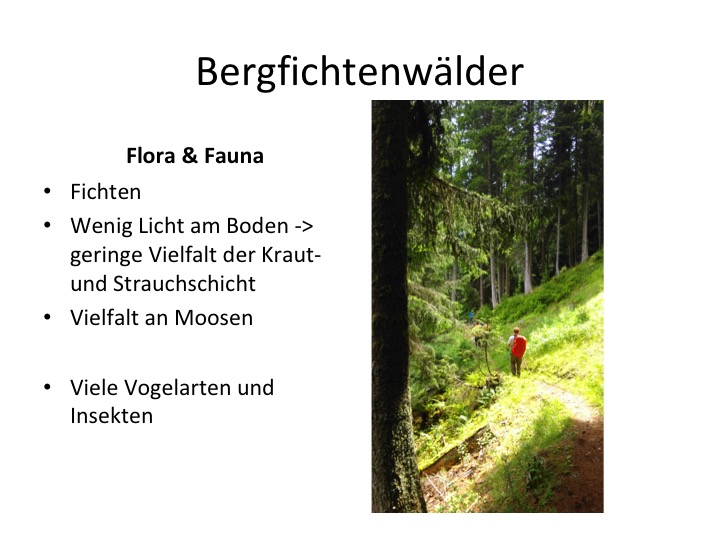 Bergfichtenwälder
Flora & Fauna
• Fichten
• Wenig Licht am Boden ->
geringe Vielfalt der Kraut-
und Strauchschicht
• Vielfalt an Moosen
• Viele Vogelarten und
Insekten